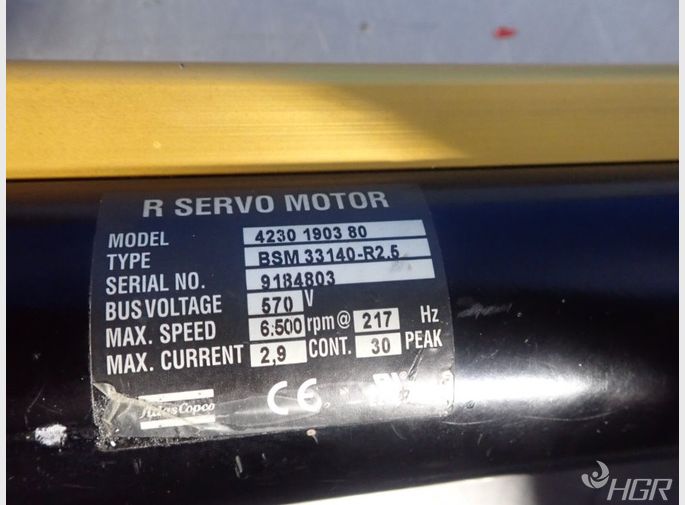 R SERVO MOTOR
MODEL 4230 1903 80
TYPE BSM 33140-R2.5
SERIAL NO. 9184803
BUS VOLTAGE 570 V
MAX. SPEED 6.500 rpm @ 217 Hz
MAX. CURRENT 2,9 CONT. 30 PEAK
Atlas Copco CE
HGR